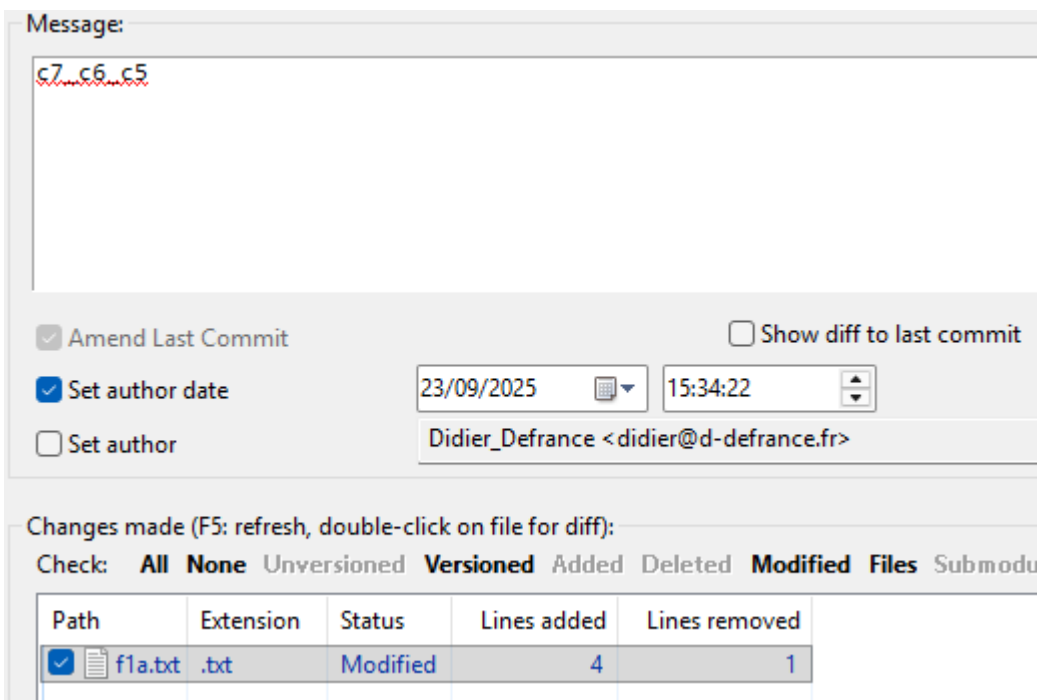 Message:
c7_c6_c5
Amend Last Commit
Show diff to last commit
Set author date
23/09/2025
15:34:22
Set author
Didier_Defrance <didier@d-defrance.fr>
Changes made (F5: refresh, double-click on file for diff):
Check: All None Unversioned Versioned Added Deleted Modified Files Submodu
Path Extension Status Lines added Lines removed
f1a.txt .txt Modified 4 1